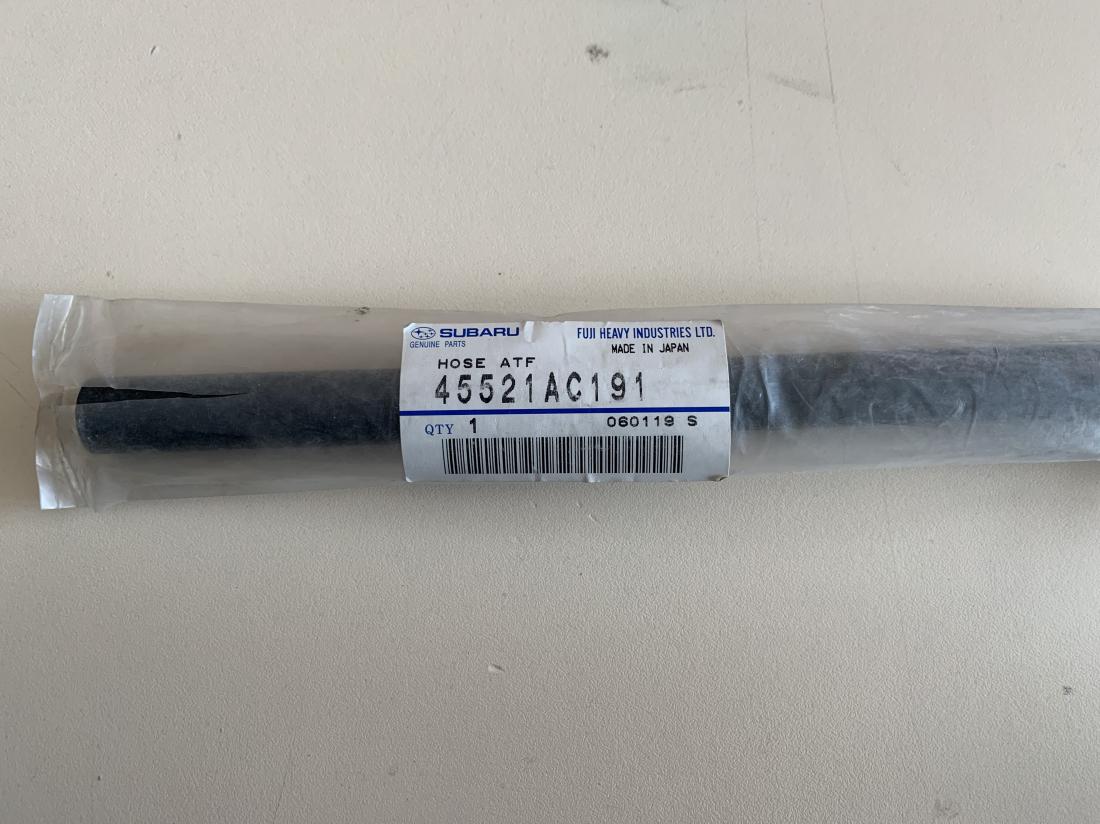 SUBARU FUJI HEAVY INDUSTRIES LTD.
GENUINE PARTS MADE IN JAPAN
HOSE ATF
45521AC191
QTY 1 060119 S